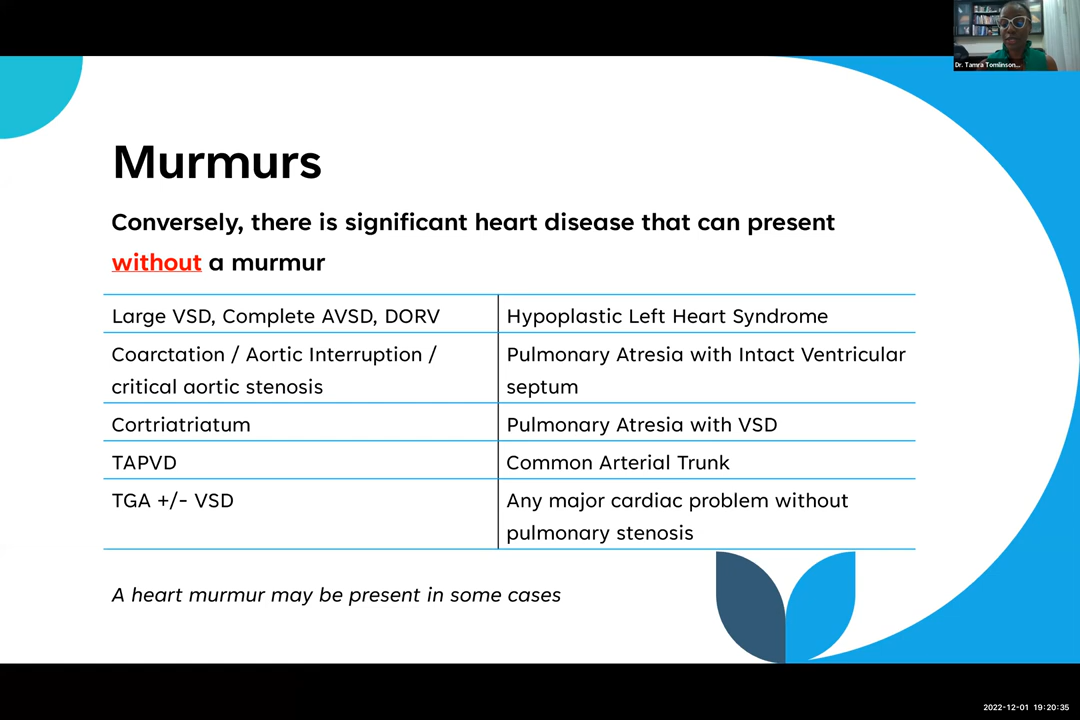 Dr. Tamra Tomlinson...
Murmurs
Conversely, there is significant heart disease that can present
without a murmur
Large VSD, Complete AVSD, DORV
Hypoplastic Left Heart Syndrome
Coarctation / Aortic Interruption /
critical aortic stenosis
Pulmonary Atresia with Intact Ventricular
septum
Cortriatriatum
Pulmonary Atresia with VSD
TAPVD
Common Arterial Trunk
TGA +/- VSD
Any major cardiac problem without
pulmonary stenosis
A heart murmur may be present in some cases
2022-12-01 19:20:35